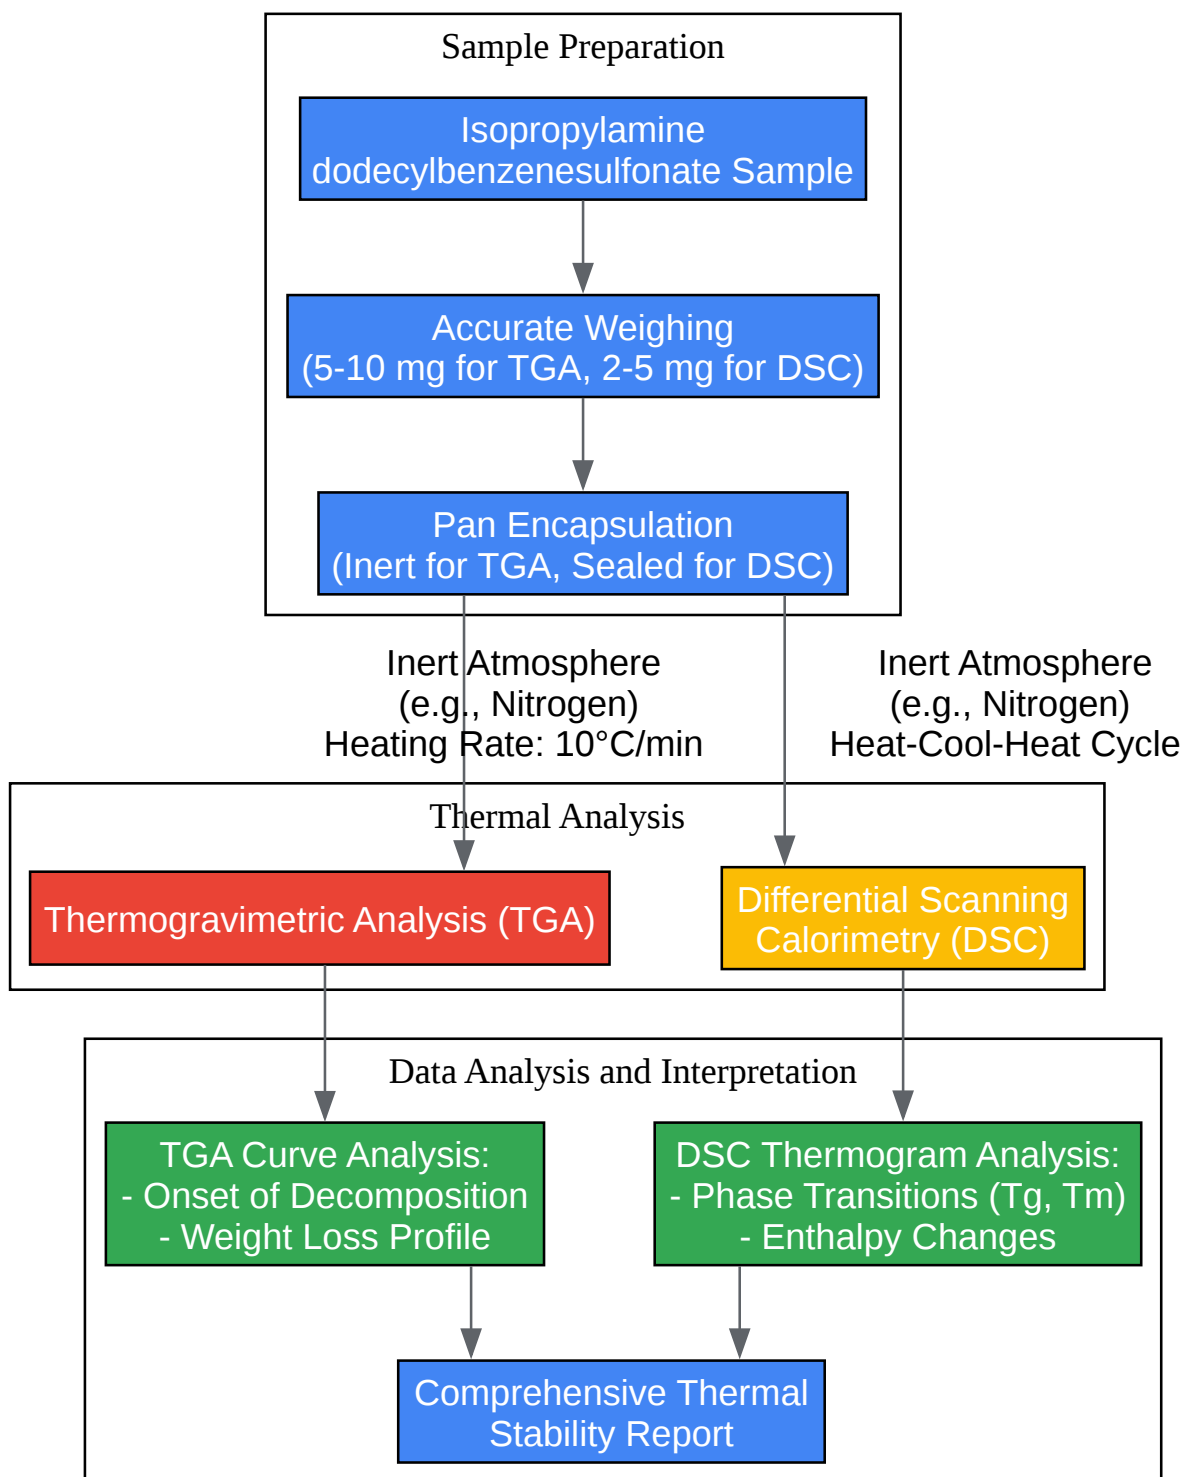 Sample Preparation
Isopropylamine
dodecylbenzenesulfonate Sample
Accurate Weighing
(5-10 mg for TGA, 2-5 mg for DSC)
Pan Encapsulation
(Inert for TGA, Sealed for DSC)
Inert Atmosphere
(e.g., Nitrogen)
Heating Rate: 10°C/min
Inert Atmosphere
(e.g., Nitrogen)
Heat-Cool-Heat Cycle
Thermal Analysis
Thermogravimetric Analysis (TGA)
Differential Scanning
Calorimetry (DSC)
Data Analysis and Interpretation
TGA Curve Analysis:
- Onset of Decomposition
- Weight Loss Profile
DSC Thermogram Analysis:
- Phase Transitions (Tg, Tm)
- Enthalpy Changes
Comprehensive Thermal
Stability Report